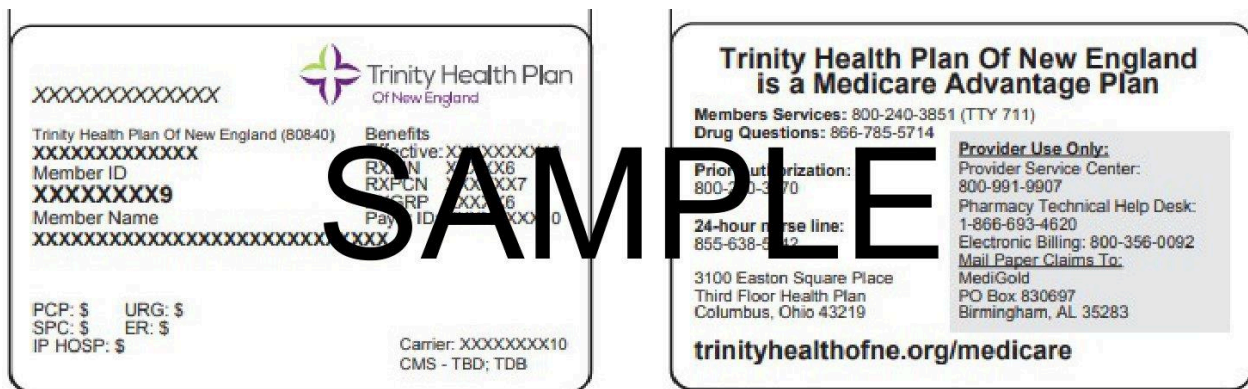 Trinity Health Plan
Of New England
XXXXXXXXXXXXX
Trinity Health Plan Of New England (80840)
XXXXXXXXXXXXX
Member ID
XXXXXXXX9
Member Name
XXXXXXXXXXXXXXXXXXXXXXXXXXXX
Benefits
PCP: $ URG: $
SPC: $ ER: $
IP HOSP: $
Carrier: XXXXXXXX10
CMS - TBD; TDB
SAMPLE
Trinity Health Plan Of New England
is a Medicare Advantage Plan
Members Services: 800-240-3851 (TTY 711)
Drug Questions: 866-785-5714
24-hour nurse line:
3100 Easton Square Place
Third Floor Health Plan
Columbus, Ohio 43219
Provider Use Only:
Provider Service Center:
800-991-9907
Pharmacy Technical Help Desk:
1-866-693-4620
Electronic Billing: 800-356-0092
Mail Paper Claims To:
MediGold
PO Box 830697
Birmingham, AL 35283
trinityhealthofne.org/medicare